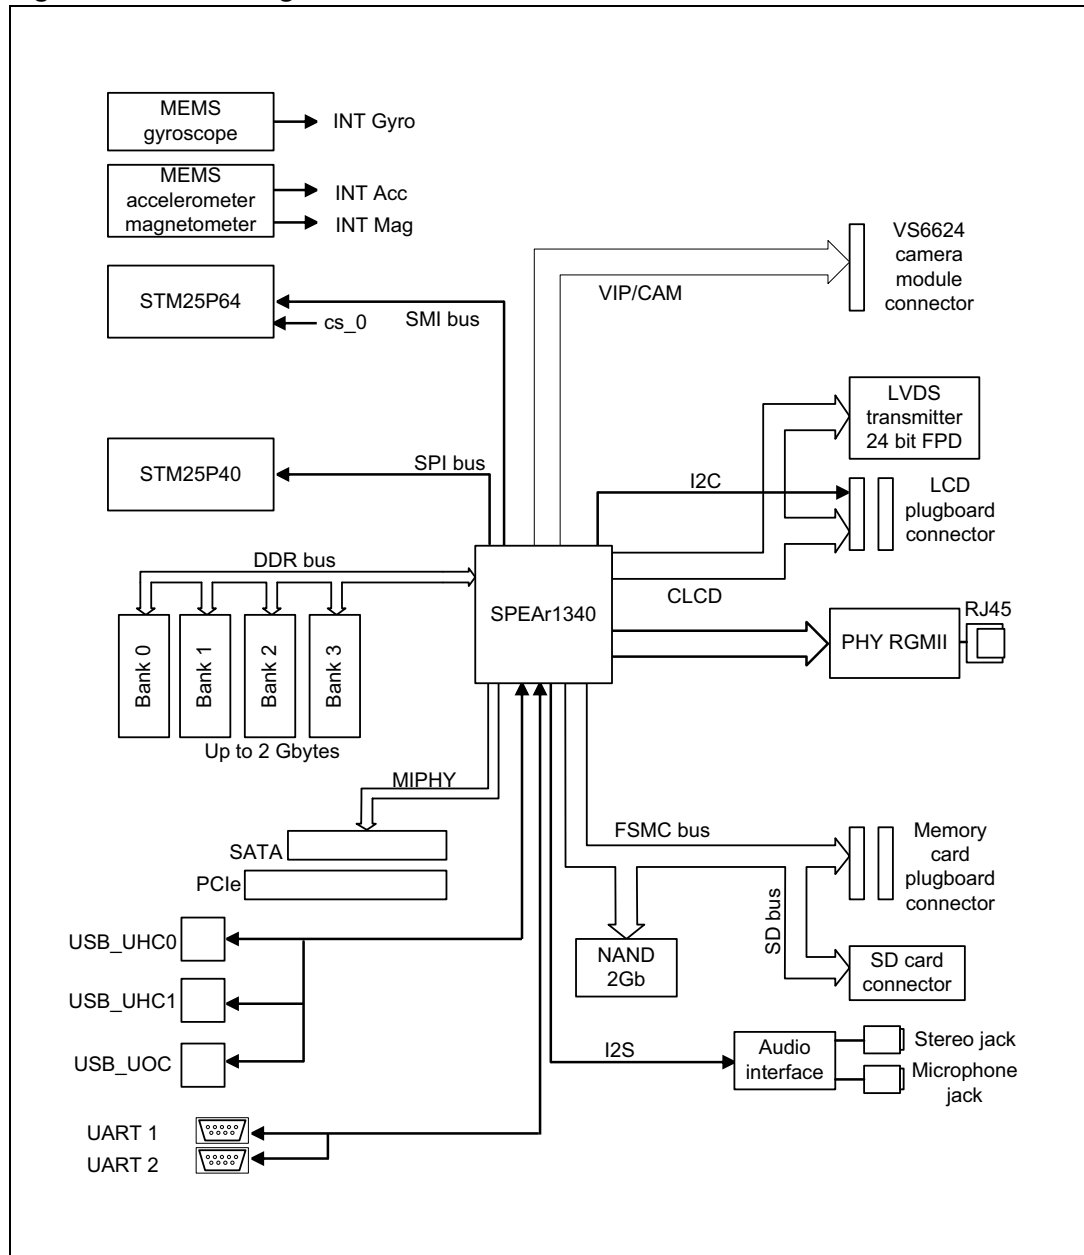 MEMS
gyroscope
INT Gyro
MEMS
accelerometer
magnetometer
INT Acc
INT Mag
VS6624
camera
module
connector
VIP/CAM
STM25P64
cs_0
SMI bus
LVDS
transmitter
24 bit FPD
STM25P40
SPI bus
I2C
LCD
plugboard
connector
DDR bus
SPEAr1340
CLCD
RJ45
PHY RGMII
Bank 0
Bank 1
Bank 2
Bank 3
Up to 2 Gbytes
MIPHY
SATA
PCIe
FSMC bus
Memory
card
plugboard
connector
SD bus
USB_UHC0
NAND
2Gb
SD card
connector
USB_UHC1
USB_UOC
I2S
Audio
interface
Stereo jack
Microphone
jack
UART 1
UART 2